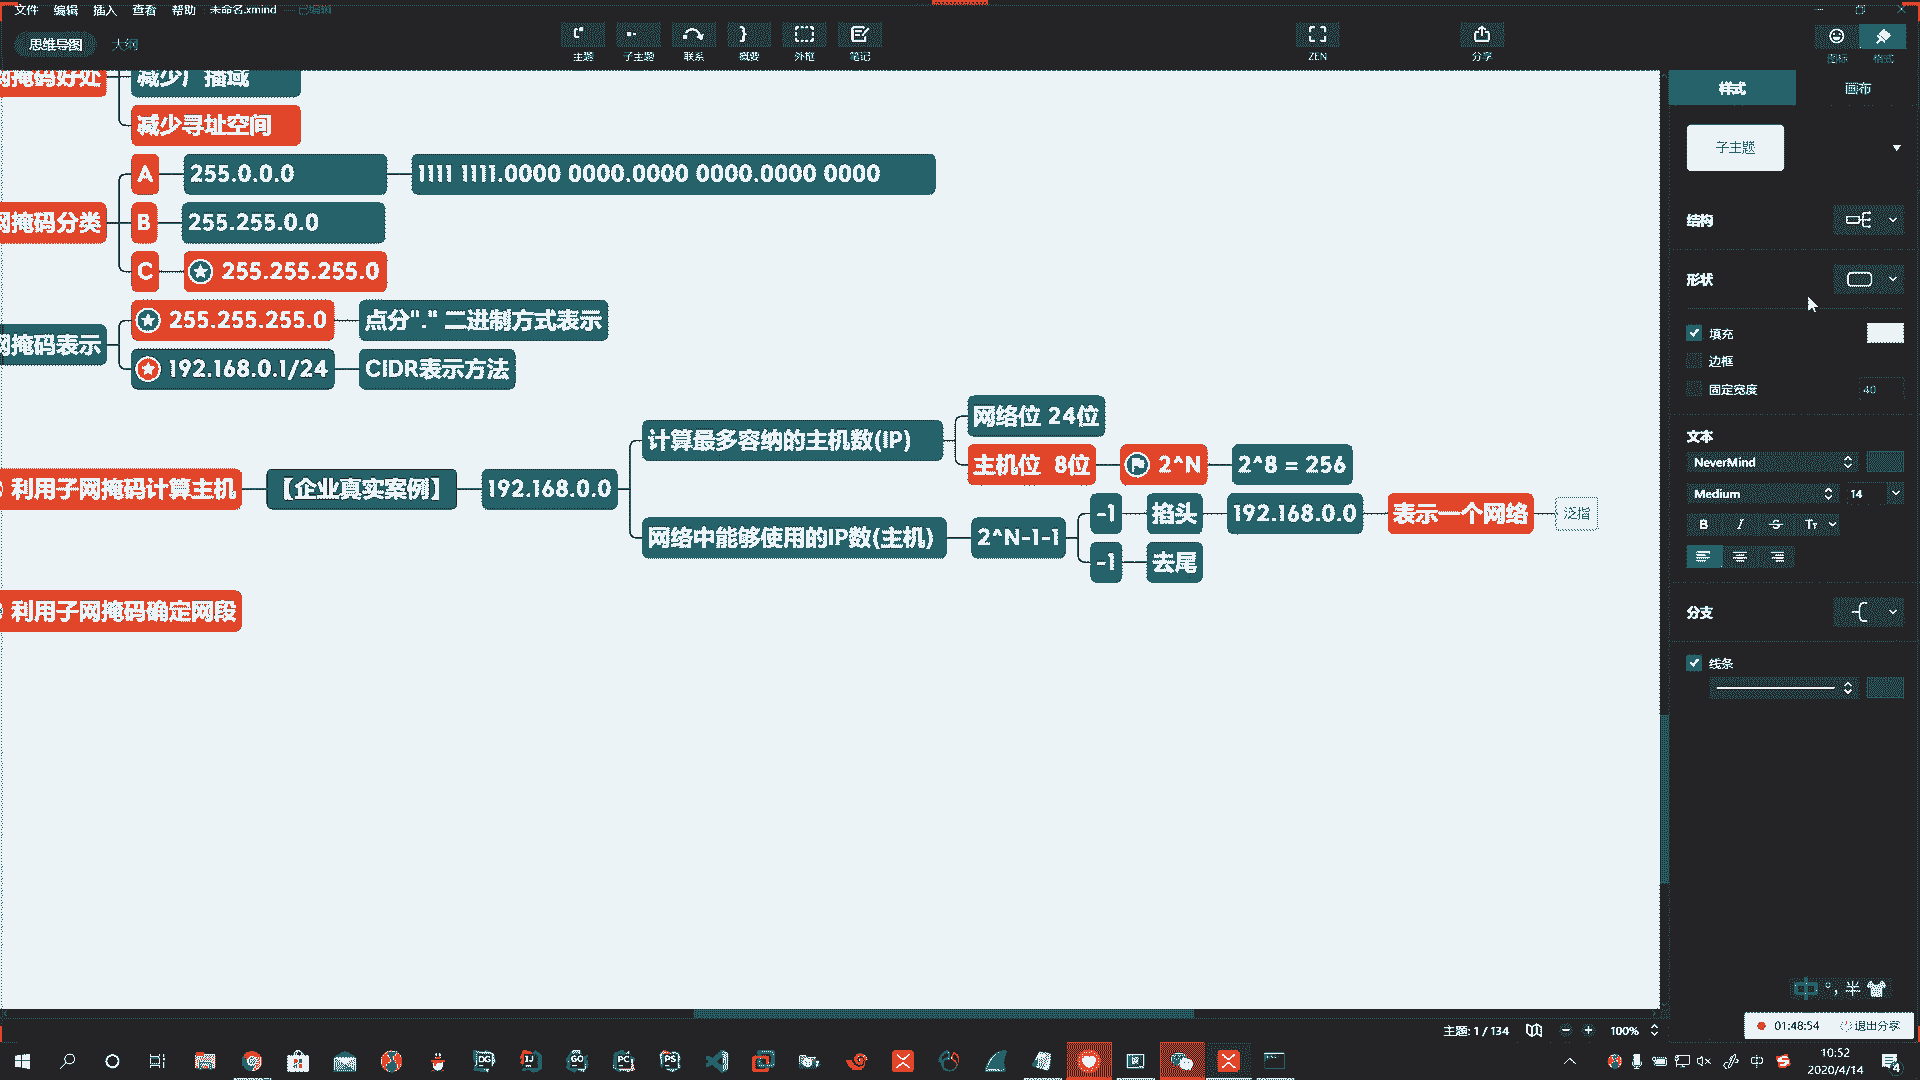 文件 编辑 插入 查看 帮助 未命名.xmind — 已编辑
思维导图 大纲
主题 子主题 联系 概要 外框 笔记 ZEN 分享 图标 格式
网掩码好处
减少广播域
减少寻址空间
网掩码分类
A 255.0.0.0 1111 1111.0000 0000.0000 0000.0000 0000
B 255.255.0.0
C 255.255.255.0
网掩码表示
255.255.255.0 点分"." 二进制方式表示
192.168.0.1/24 CIDR表示方法
利用子网掩码计算主机 【企业真实案例】 192.168.0.0
计算最多容纳的主机数(IP)
网络位 24位
主机位 8位 2^N 2^8 = 256
网络中能够使用的IP数(主机) 2^N-1-1
-1 掐头 192.168.0.0 表示一个网络 泛指
-1 去尾
利用子网掩码确定网段
样式 画布
子主题
结构
形状
填充
边框
固定宽度 40
文本
NeverMind
Medium 14
B I S Tт
分支
线条
中 °, 半
主题: 1 / 134 100%
01:48:54 退出分享
DG IJ GO PC PS
中
10:52
2020/4/14
4